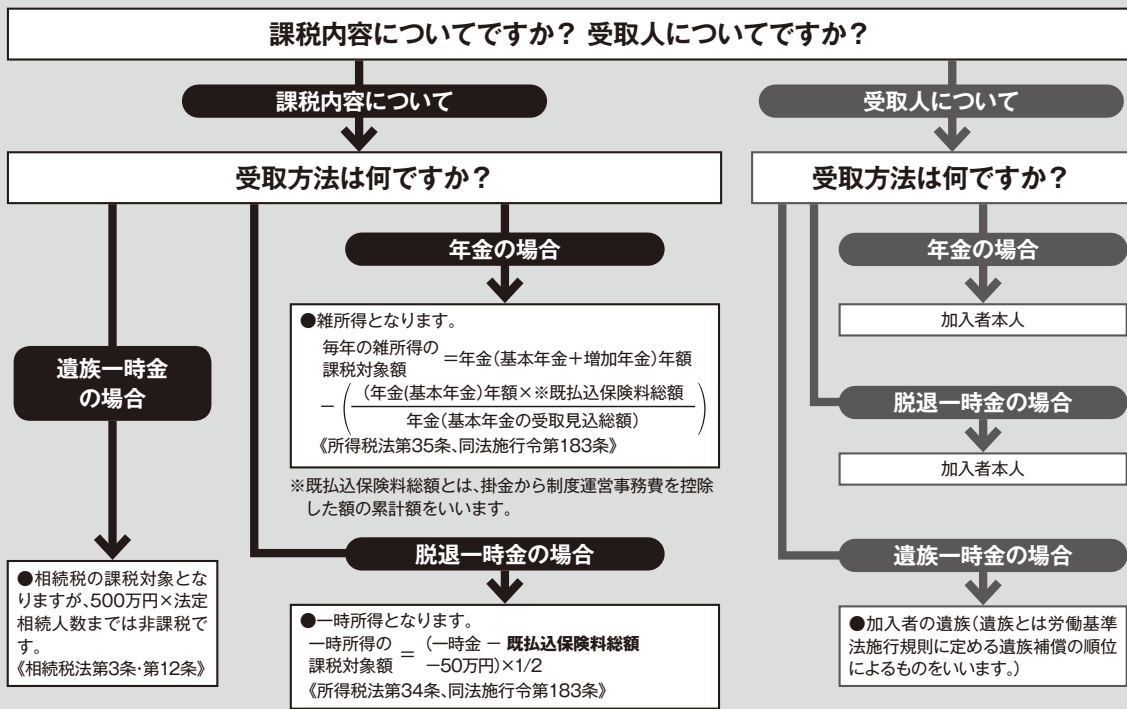 課税内容についてですか？ 受取人についてですか？
課税内容について
受取方法は何ですか？
年金の場合
●雑所得となります。
毎年の雑所得の
課税対象額
＝年金（基本年金＋増加年金）年額
－（（年金（基本年金）年額×※既払込保険料総額
年金（基本年金の受取見込総額）
）
《所得税法第35条、同法施行令第183条》
※既払込保険料総額とは、掛金から制度運営事務費を控除
した額の累計額をいいます。
遺族一時金
の場合
●相続税の課税対象とな
りますが、500万円×法定
相続人数までは非課税で
す。
《相続税法第3条・第12条》
脱退一時金の場合
●一時所得となります。
一時所得の
課税対象額
＝
（一時金 － 既払込保険料総額
－50万円）×1/2
《所得税法第34条、同法施行令第183条》
受取人について
受取方法は何ですか？
年金の場合
加入者本人
脱退一時金の場合
加入者本人
遺族一時金の場合
●加入者の遺族（遺族とは労働基準
法施行規則に定める遺族補償の順位
によるものをいいます。）